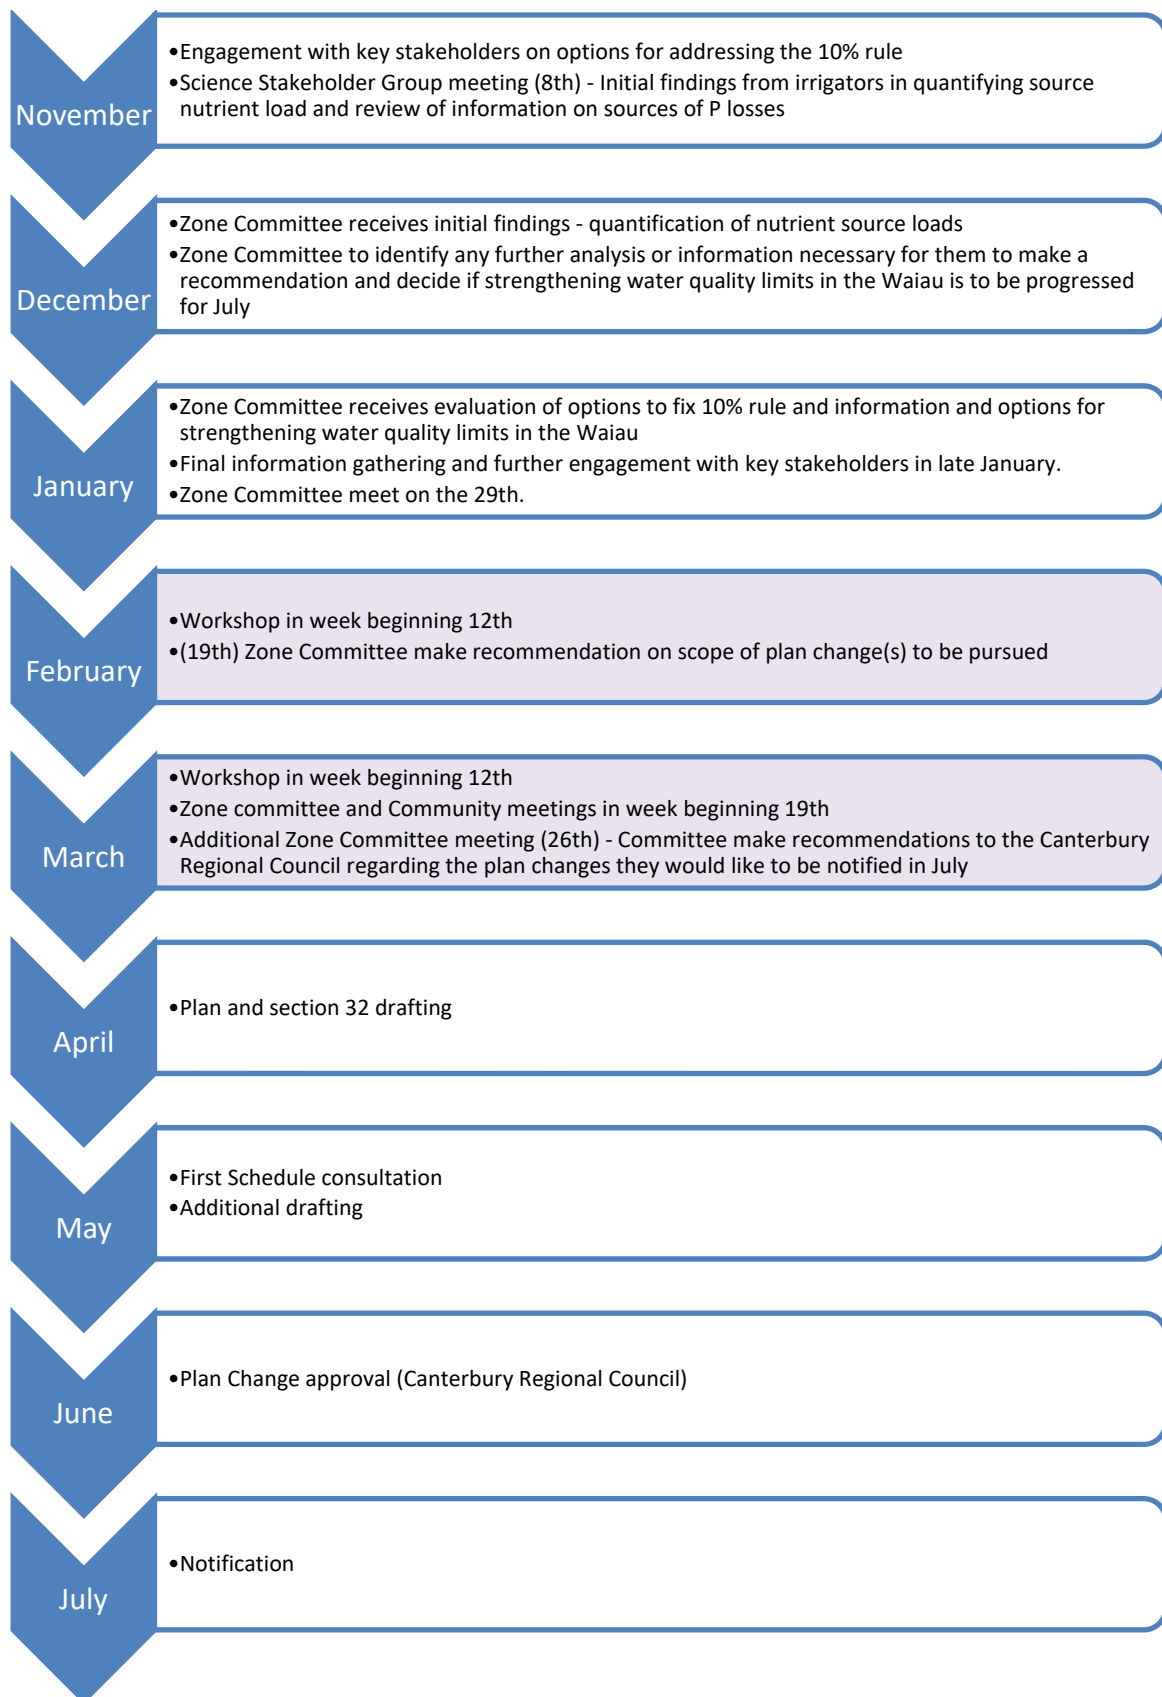 November
•Engagement with key stakeholders on options for addressing the 10% rule
•Science Stakeholder Group meeting (8th) - Initial findings from irrigators in quantifying source
nutrient load and review of information on sources of P losses
December
•Zone Committee receives initial findings - quantification of nutrient source loads
•Zone Committee to identify any further analysis or information necessary for them to make a
recommendation and decide if strengthening water quality limits in the Waiau is to be progressed
for July
January
•Zone Committee receives evaluation of options to fix 10% rule and information and options for
strengthening water quality limits in the Waiau
•Final information gathering and further engagement with key stakeholders in late January.
•Zone Committee meet on the 29th.
February
•Workshop in week beginning 12th
•(19th) Zone Committee make recommendation on scope of plan change(s) to be pursued
March
•Workshop in week beginning 12th
•Zone committee and Community meetings in week beginning 19th
•Additional Zone Committee meeting (26th) - Committee make recommendations to the Canterbury
Regional Council regarding the plan changes they would like to be notified in July
April
•Plan and section 32 drafting
May
•First Schedule consultation
•Additional drafting
June
•Plan Change approval (Canterbury Regional Council)
July
•Notification